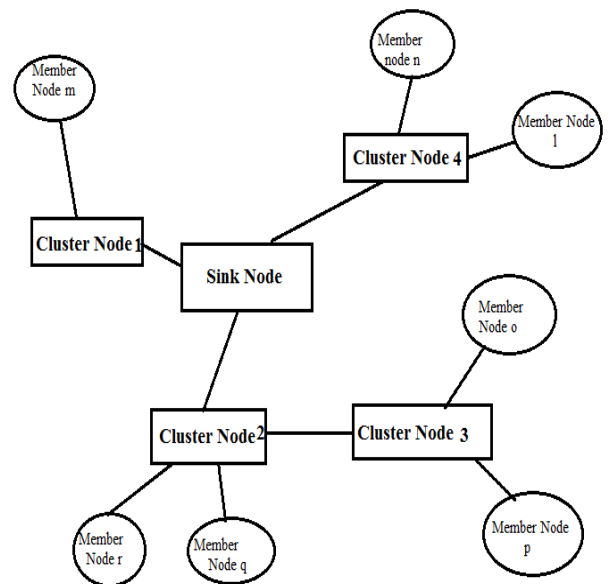 Member
Node m
Member
node n
Member Node
l
Cluster Node 4
Cluster Node 1
Sink Node
Member
Node o
Cluster Node 2
Cluster Node 3
Member
Node r
Member
Node q
Member Node
p